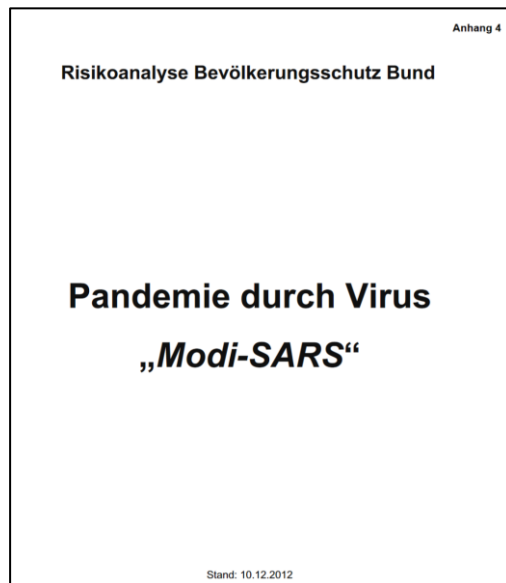 Anhang 4
Risikoanalyse Bevölkerungsschutz Bund
Pandemie durch Virus
„Modi-SARS“
Stand: 10.12.2012